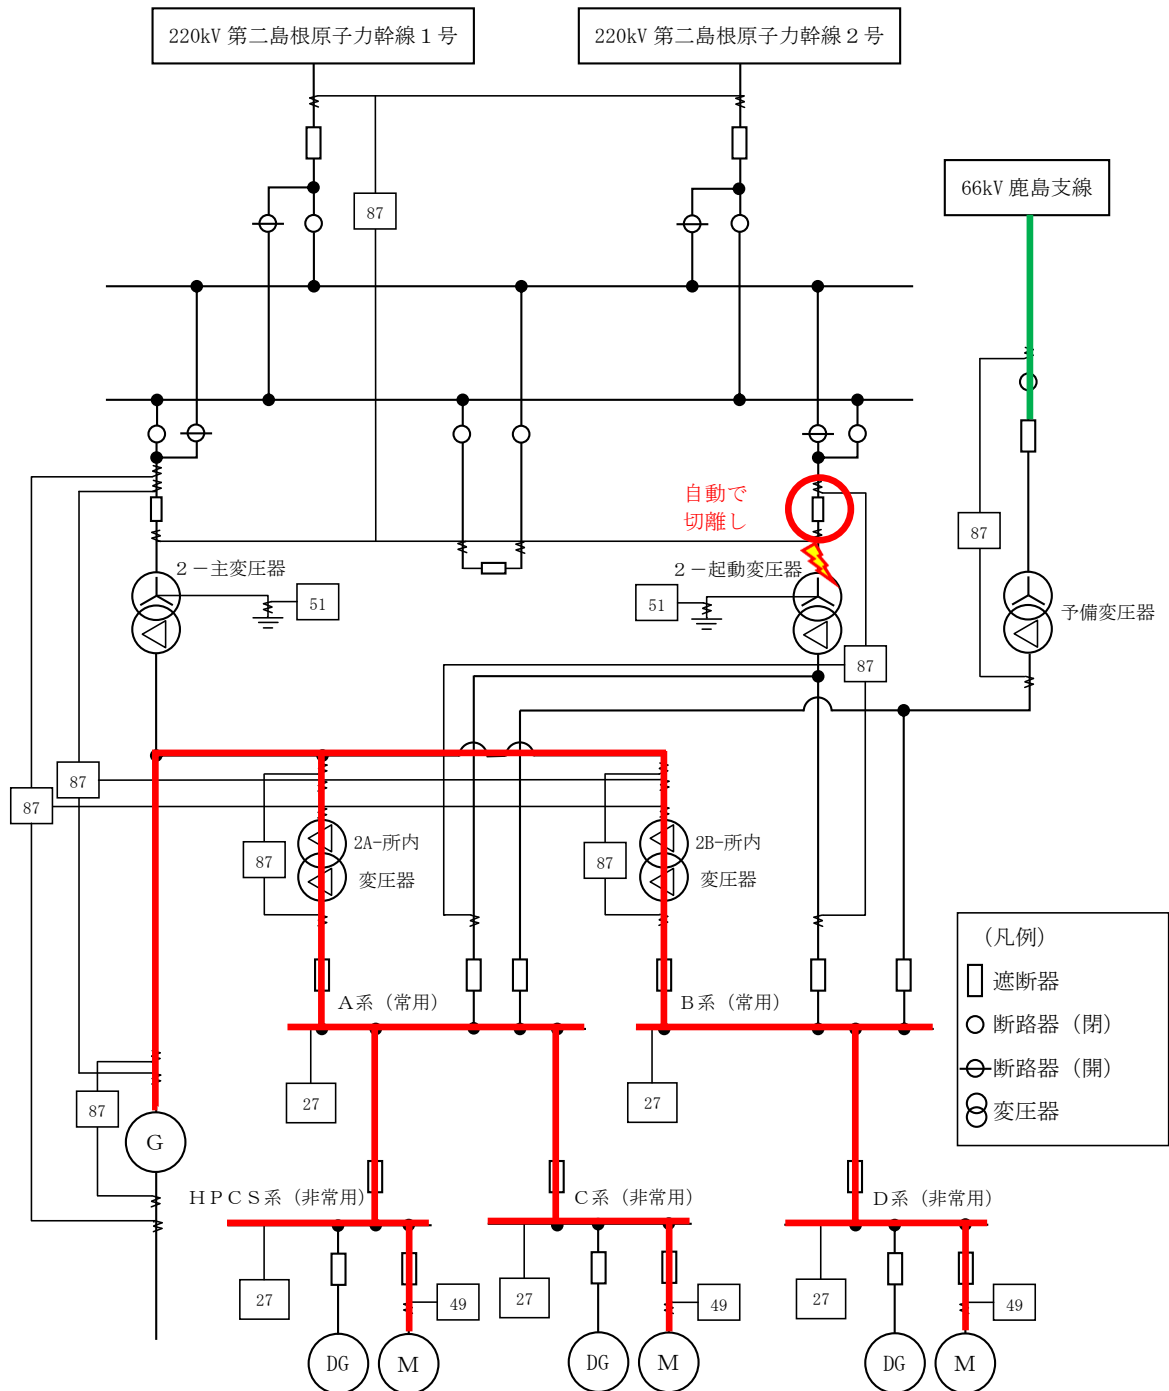 220kV 第二島根原子力幹線１号
220kV 第二島根原子力幹線２号
66kV 鹿島支線
87
自動で
切離し
87
２－主変圧器
51
２－起動変圧器
51
予備変圧器
87
87
87
87
2A-所内
変圧器
87
2B-所内
変圧器
(凡例)
遮断器
断路器（閉）
断路器（開）
変圧器
Ａ系（常用）
Ｂ系（常用）
27
27
87
G
ＨＰＣＳ系（非常用）
Ｃ系（非常用）
Ｄ系（非常用）
27
49
27
49
27
49
DG
M
DG
M
DG
M